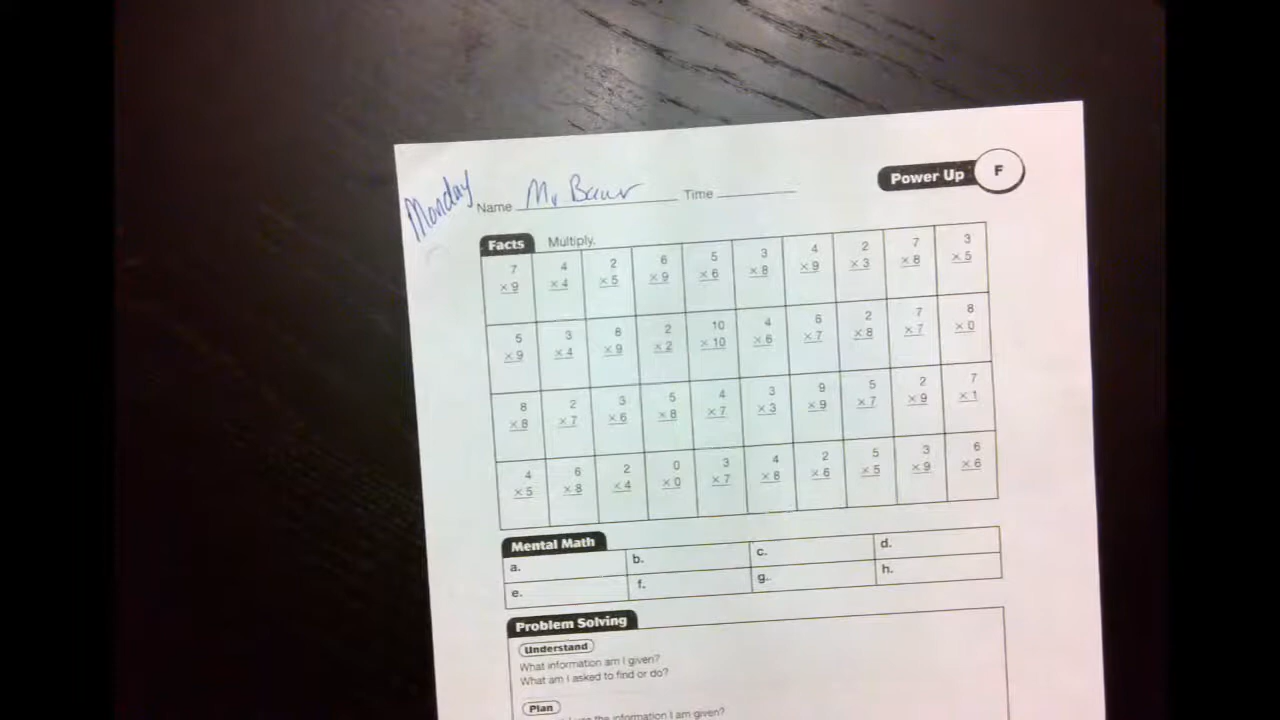 Monday
Name Mr Baur Time
Power Up F
Facts Multiply.
7 4 2 6 5 3 4 2 7 3
×9 ×4 ×5 ×9 ×6 ×8 ×9 ×3 ×8 ×5
5 3 8 2 10 4 6 2 7 8
×9 ×4 ×9 ×2 ×10 ×6 ×7 ×8 ×7 ×0
8 2 3 5 4 3 9 5 2 7
×8 ×7 ×6 ×8 ×7 ×3 ×9 ×7 ×9 ×1
4 6 2 0 3 4 2 5 3 6
×5 ×8 ×4 ×0 ×7 ×8 ×6 ×5 ×9 ×6
Mental Math
a. b. c. d.
e. f. g. h.
Problem Solving
Understand
What information am I given?
What am I asked to find or do?
Plan
the information I am given?